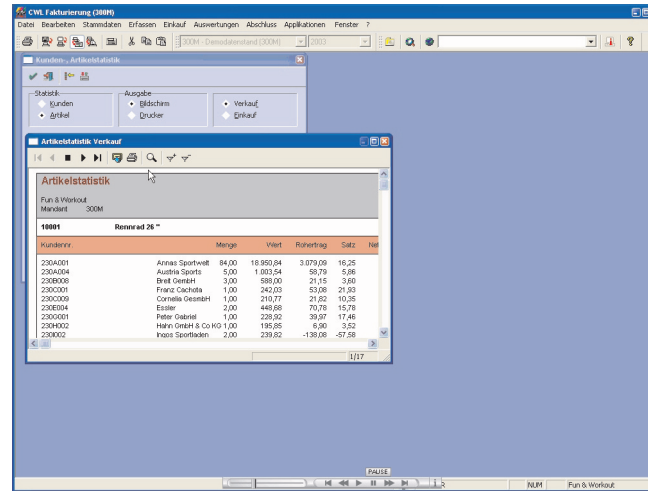 CWL Fakturierung (300M)
Datei Bearbeiten Stammdaten Erfassen Einkauf Auswertungen Abschluss Applikationen Fenster ?
300M - Demodatenstand (300M) 2003
Kunden-, Artikelstatistik
Statistik Ausgabe
Kunden Bildschirm Verkauf
Artikel Drucker Einkauf
Artikelstatistik Verkauf
Artikelstatistik
Fun & Workout
Mandant 300M
10001 Rennrad 26 "
Kundennr. Menge Wert Rohertrag Satz Net
230A001 Annas Sportwelt 84,00 18.950,84 3.079,09 16,25
230A004 Austria Sports 5,00 1.003,54 58,79 5,86
230B008 Breit GembH 3,00 588,00 21,15 3,60
230C001 Franz Cachota 1,00 242,03 53,08 21,93
230C009 Cornelia GesmbH 1,00 210,77 21,82 10,35
230E004 Essler 2,00 448,68 70,78 15,78
230G001 Peter Gabriel 1,00 228,92 39,97 17,46
230H002 Hahn GmbH & Co KG 1,00 195,85 6,90 3,52
230I002 Ingos Sportladen 2,00 239,82 -138,08 -57,58
1/17
PAUSE
R NUM Fun & Workout